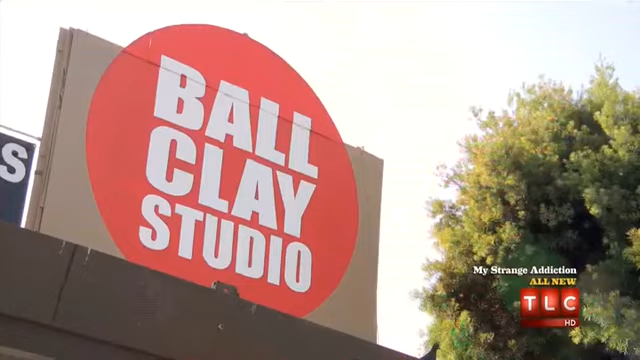 BALL
CLAY
STUDIO
S
My Strange Addiction
ALL NEW
TLC
HD